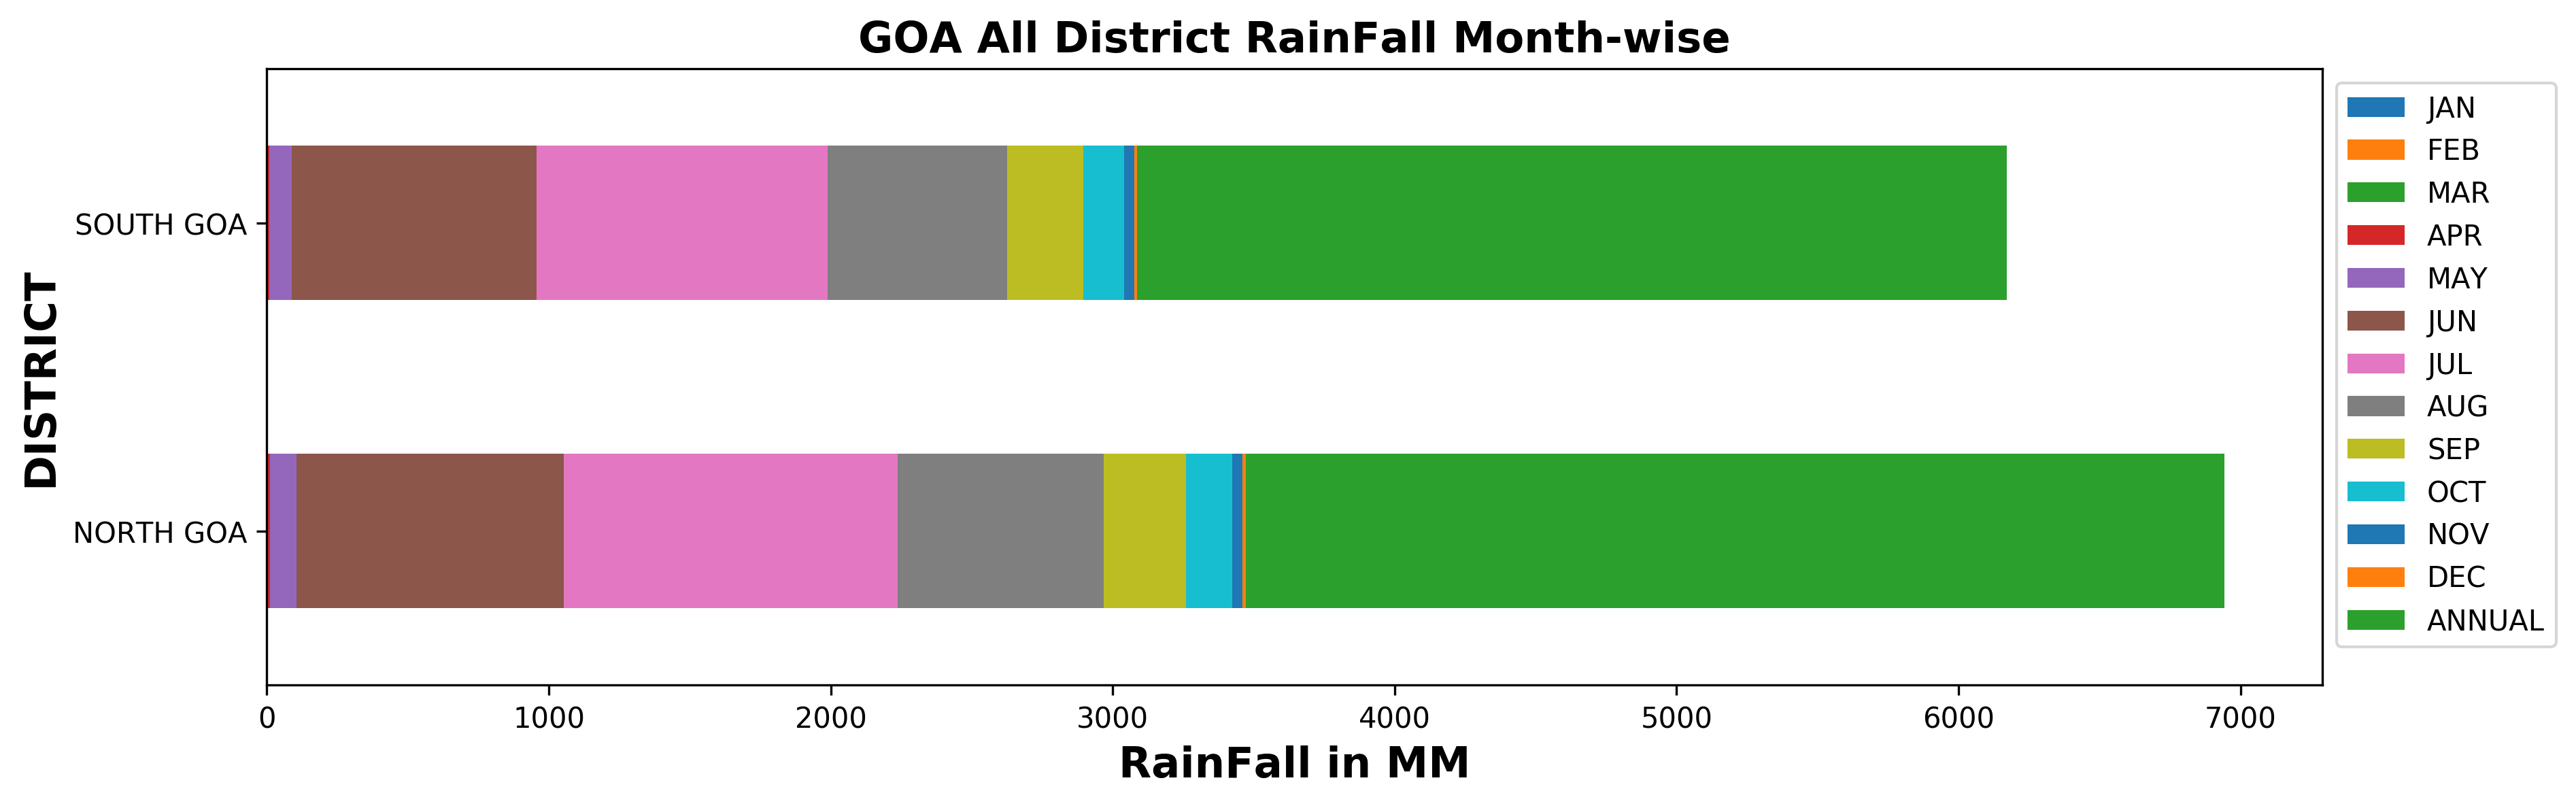 GOA All District RainFall Month-wise
DISTRICT
SOUTH GOA
NORTH GOA
0 1000 2000 3000 4000 5000 6000 7000
RainFall in MM
JAN
FEB
MAR
APR
MAY
JUN
JUL
AUG
SEP
OCT
NOV
DEC
ANNUAL